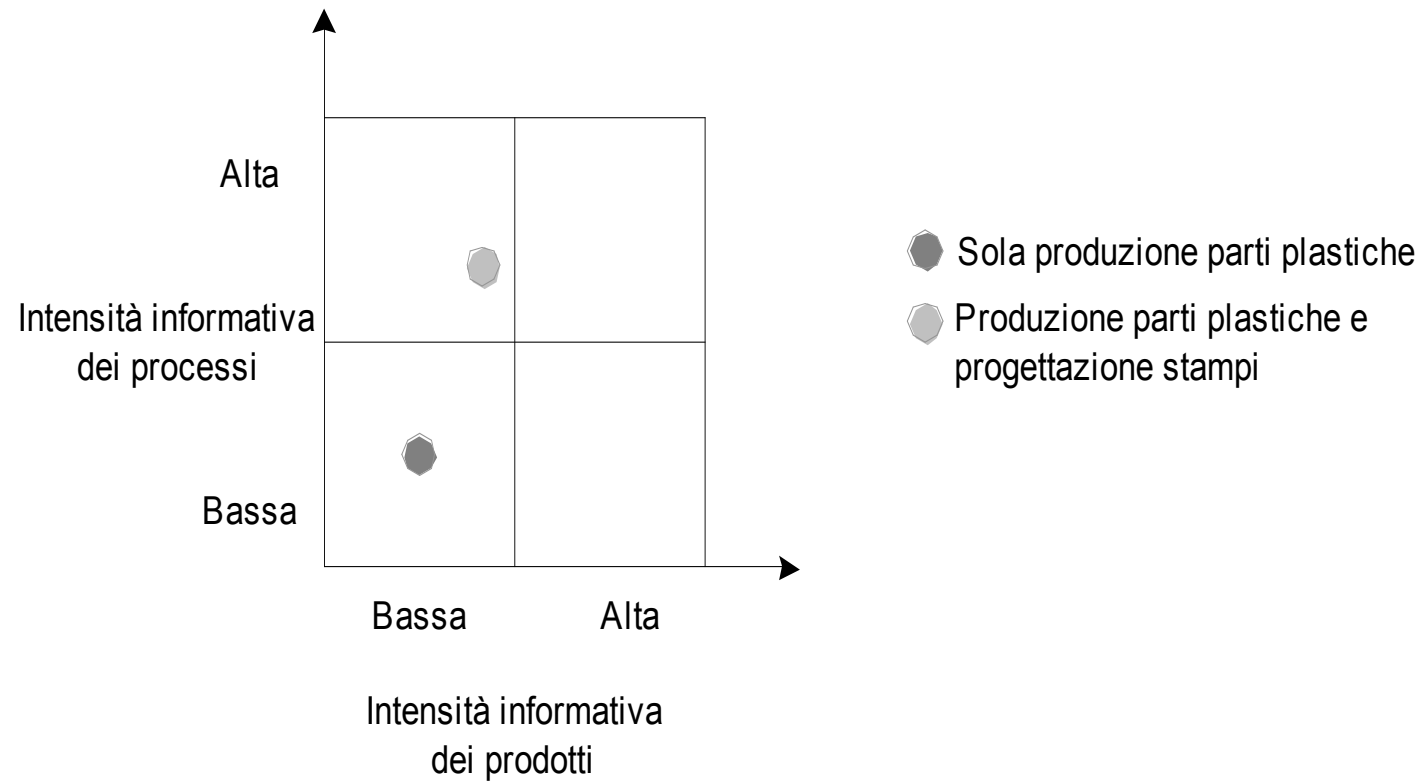 Alta
Intensità informativa
dei processi
Bassa
Bassa
Alta
Intensità informativa
dei prodotti
Sola produzione parti plastiche
Produzione parti plastiche e
progettazione stampi